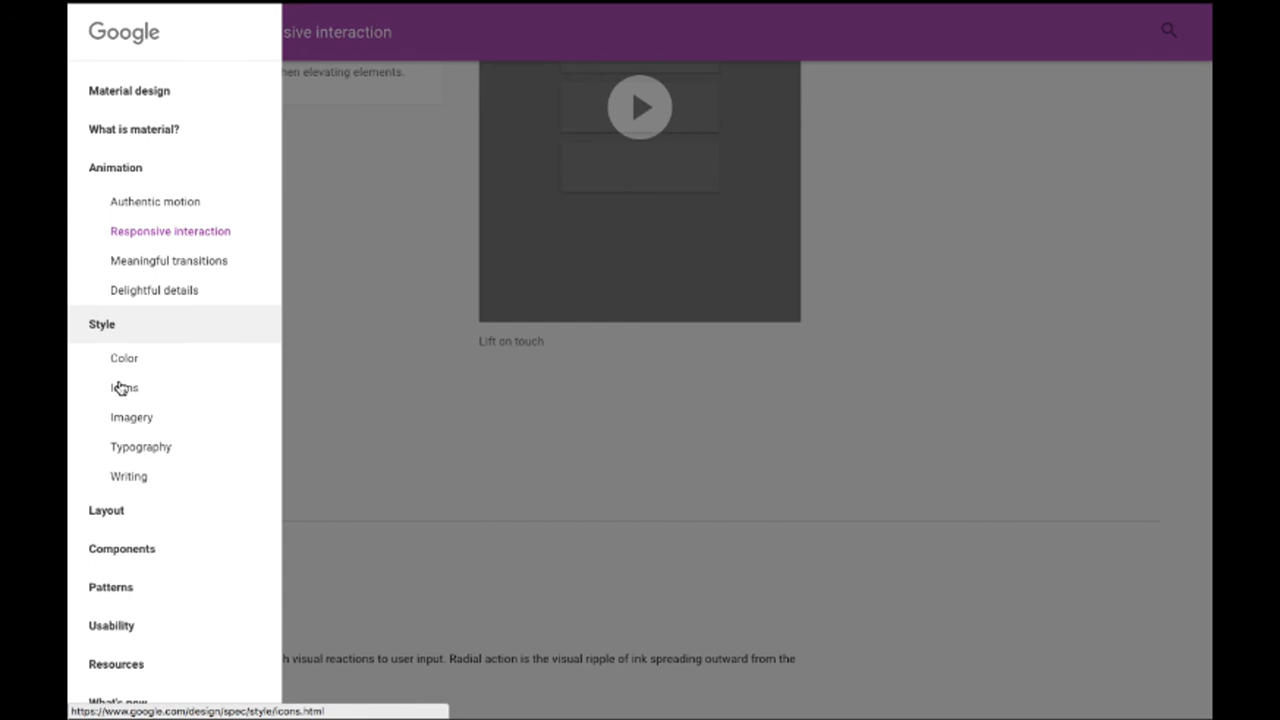 Google
sive interaction
hen elevating elements.
Material design
What is material?
Animation
Authentic motion
Responsive interaction
Meaningful transitions
Delightful details
Style
Lift on touch
Color
Icons
Imagery
Typography
Writing
Layout
Components
Patterns
Usability
h visual reactions to user input. Radial action is the visual ripple of ink spreading outward from the
Resources
What's new
https://www.google.com/design/spec/style/icons.html